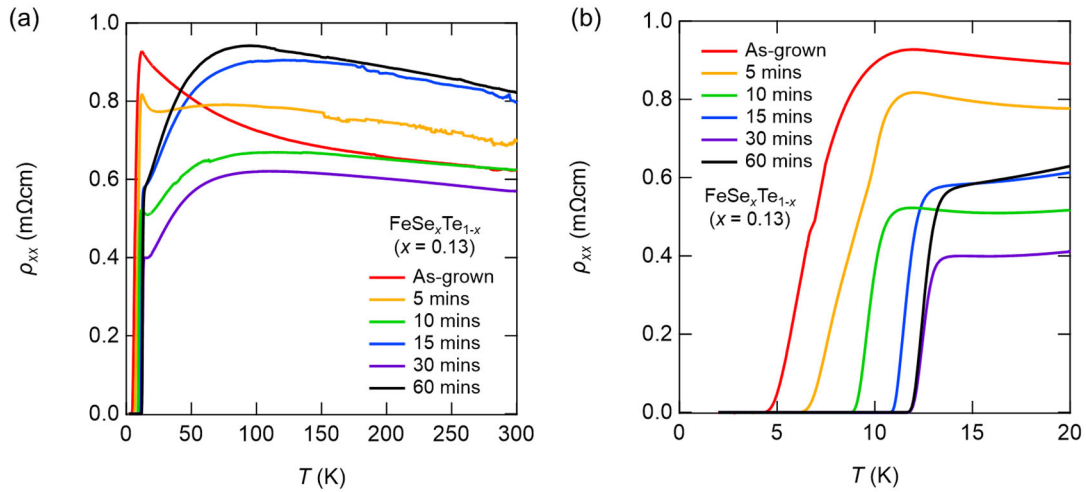 (a)
1.0
0.8
0.6
0.4
0.2
0.0
ρxx (mΩcm)
FeSexTe1-x
(x = 0.13)
As-grown
5 mins
10 mins
15 mins
30 mins
60 mins
0 50 100 150 200 250 300
T (K)
(b)
1.0
0.8
0.6
0.4
0.2
0.0
ρxx (mΩcm)
As-grown
5 mins
10 mins
15 mins
30 mins
60 mins
FeSexTe1-x
(x = 0.13)
0 5 10 15 20
T (K)